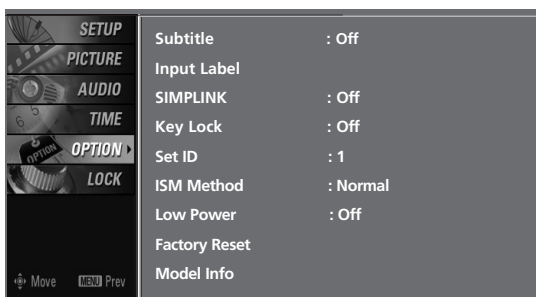 SETUP
PICTURE
AUDIO
TIME
OPTION
LOCK
Move MENU Prev
Subtitle : Off
Input Label
SIMPLINK : Off
Key Lock : Off
Set ID : 1
ISM Method : Normal
Low Power : Off
Factory Reset
Model Info